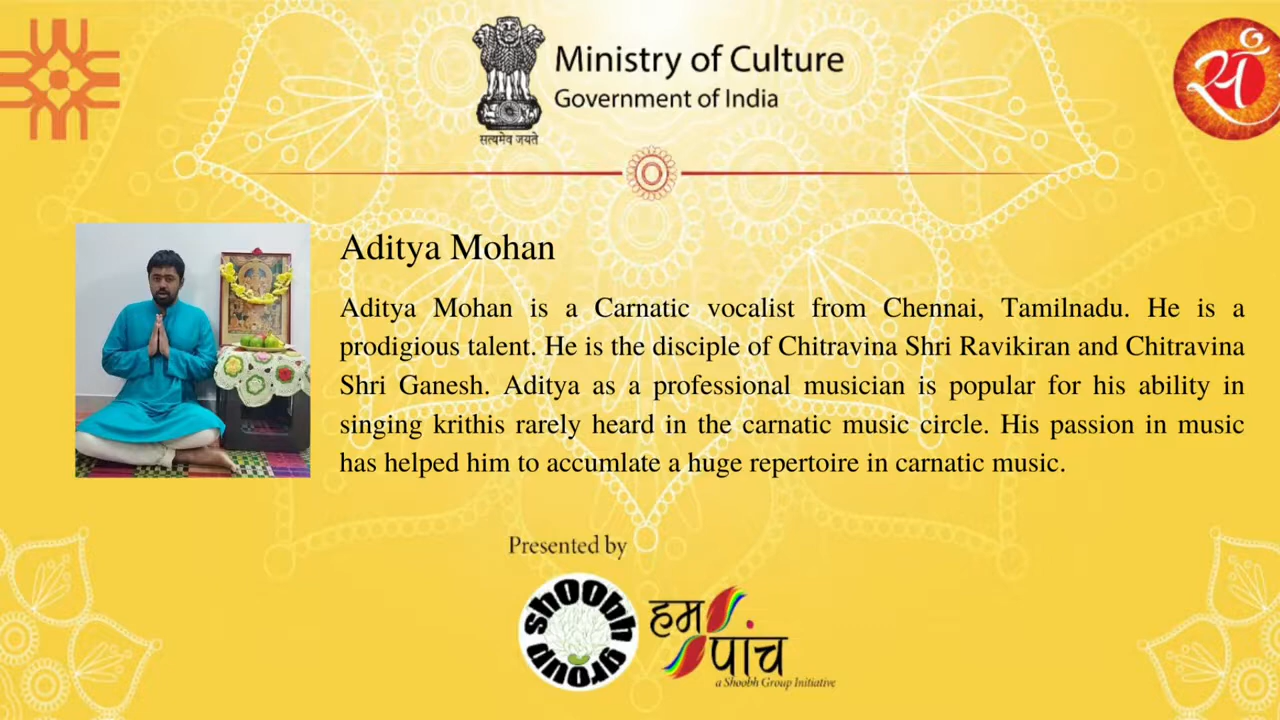 Ministry of Culture
Government of India
सत्यमेव जयते
सं
Aditya Mohan
Aditya Mohan is a Carnatic vocalist from Chennai, Tamilnadu. He is a
prodigious talent. He is the disciple of Chitravina Shri Ravikiran and Chitravina
Shri Ganesh. Aditya as a professional musician is popular for his ability in
singing krithis rarely heard in the carnatic music circle. His passion in music
has helped him to accumlate a huge repertoire in carnatic music.
Presented by
shoobh
group
हम
पांच
a Shoobh Group Initiative